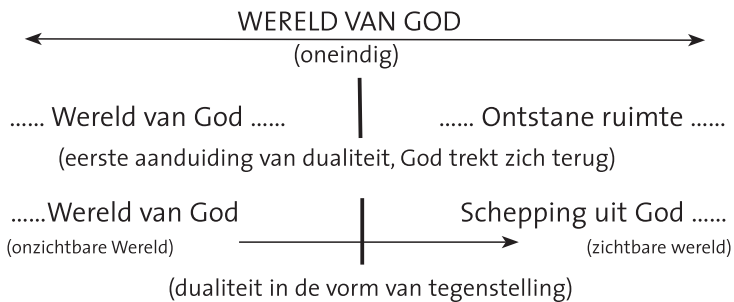 WERELD VAN GOD
(oneindig)
...... Wereld van God ...... ...... Ontstane ruimte ......
(eerste aanduiding van dualiteit, God trekt zich terug)
......Wereld van God Schepping uit God ......
(onzichtbare Wereld) (zichtbare wereld)
(dualiteit in de vorm van tegenstelling)